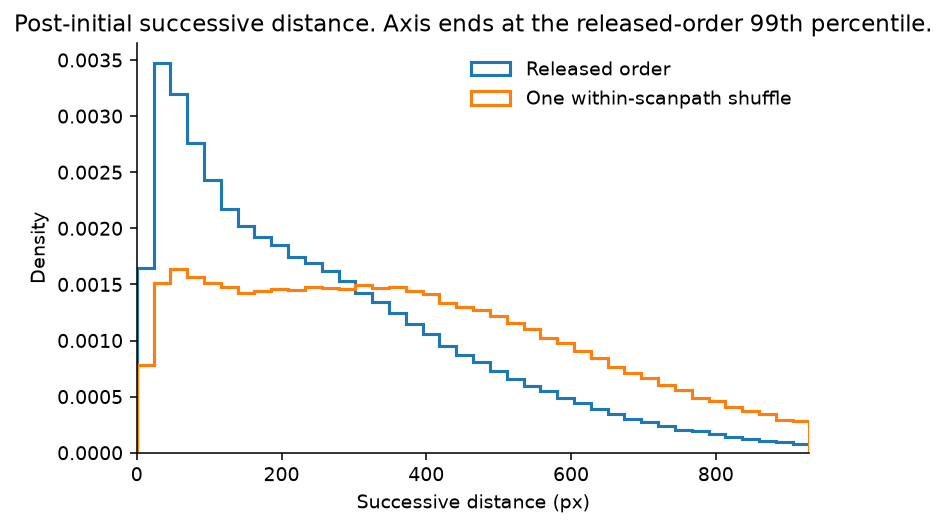 Post-initial successive distance. Axis ends at the released-order 99th percentile.
Released order
One within-scanpath shuffle
Density
0.0035
0.0030
0.0025
0.0020
0.0015
0.0010
0.0005
0.0000
0 200 400 600 800
Successive distance (px)